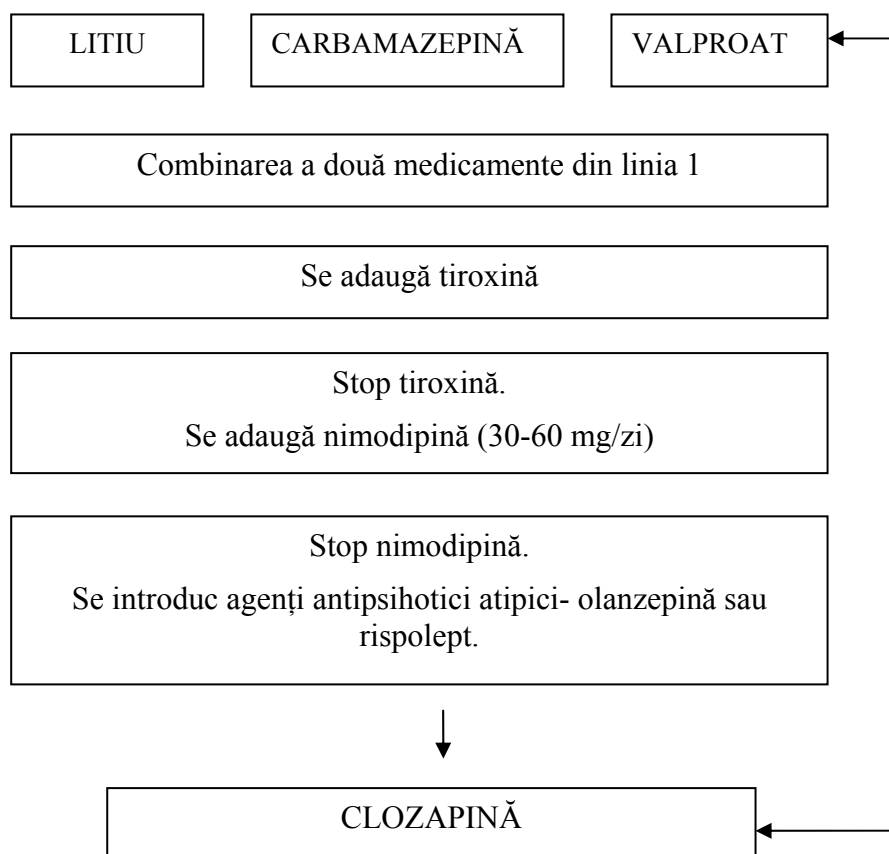 LITIU CARBAMAZEPINĂ VALPROAT
Combinarea a două medicamente din linia 1
Se adaugă tiroxină
Stop tiroxină.
Se adaugă nimodipină (30-60 mg/zi)
Stop nimodipină.
Se introduc agenți antipsihotici atipici- olanzepină sau
rispolept.
CLOZAPINĂ